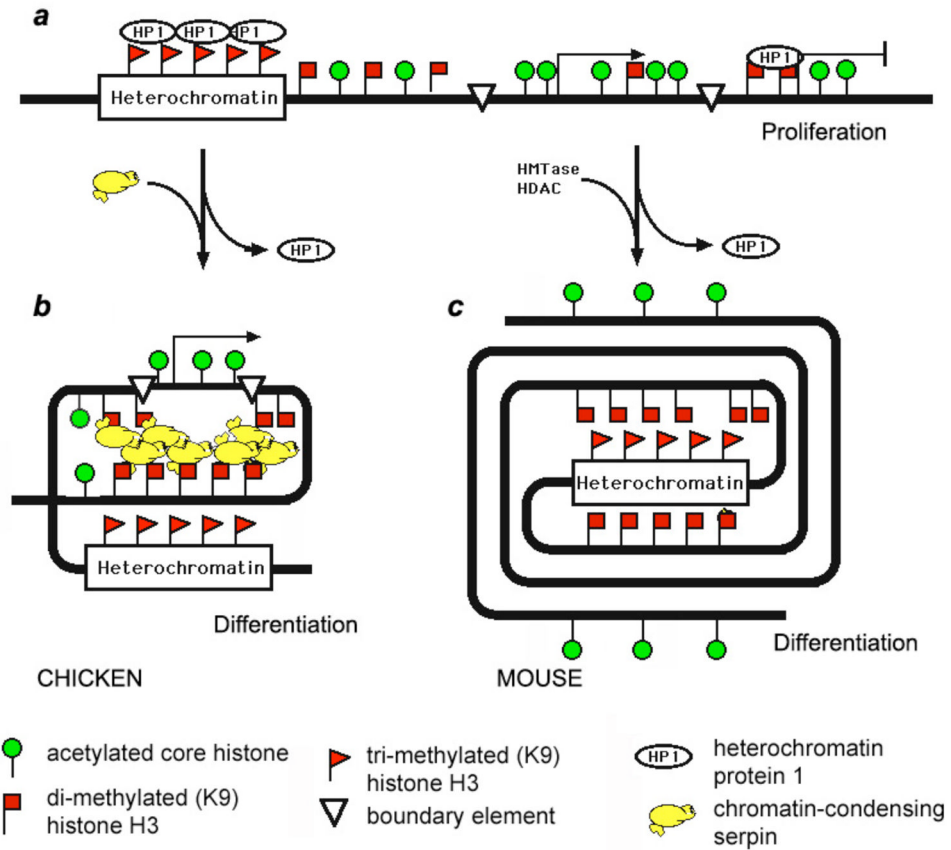 a
HP1 HP1 HP1
Heterochromatin
HP1
Proliferation
HP1
HMTase
HDAC
HP1
b
c
Heterochromatin
Heterochromatin
Differentiation
Differentiation
CHICKEN
MOUSE
acetylated core histone
di-methylated (K9)
histone H3
tri-methylated (K9)
histone H3
boundary element
HP1
heterochromatin
protein 1
chromatin-condensing
serpin